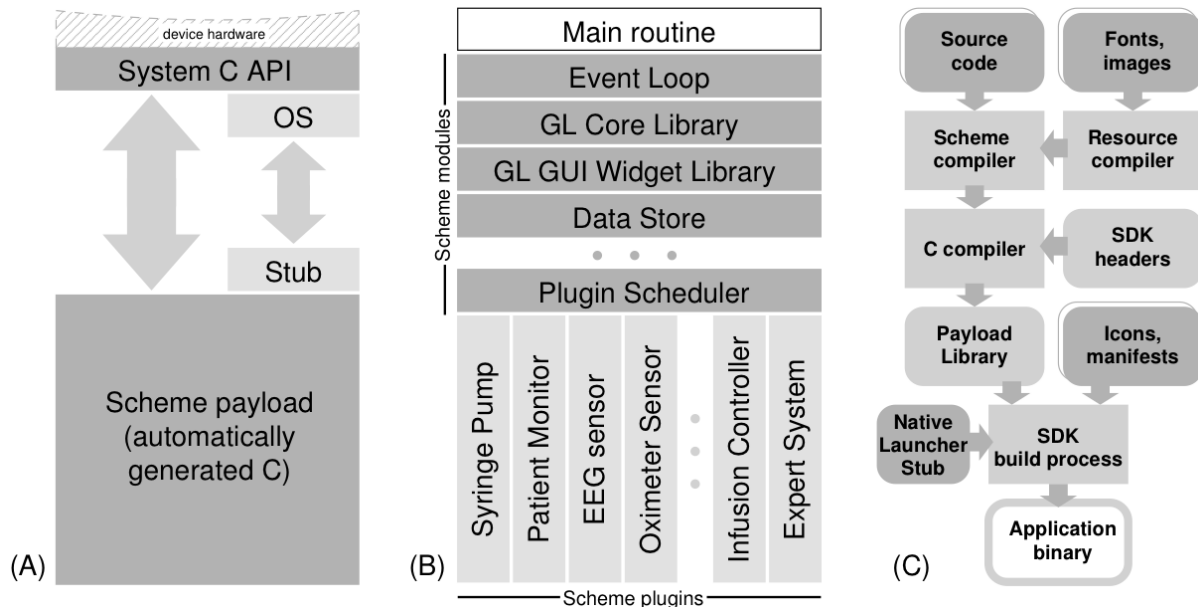 device hardware
System C API
OS
Stub
Scheme payload
(automatically
generated C)
(A)
Main routine
Event Loop
GL Core Library
GL GUI Widget Library
Data Store
Plugin Scheduler
Scheme modules
Syringe Pump
Patient Monitor
EEG sensor
Oximeter Sensor
Infusion Controller
Expert System
Scheme plugins
(B)
Source
code
Fonts,
images
Scheme
compiler
Resource
compiler
C compiler
SDK
headers
Payload
Library
Icons,
manifests
Native
Launcher
Stub
SDK
build process
Application
binary
(C)